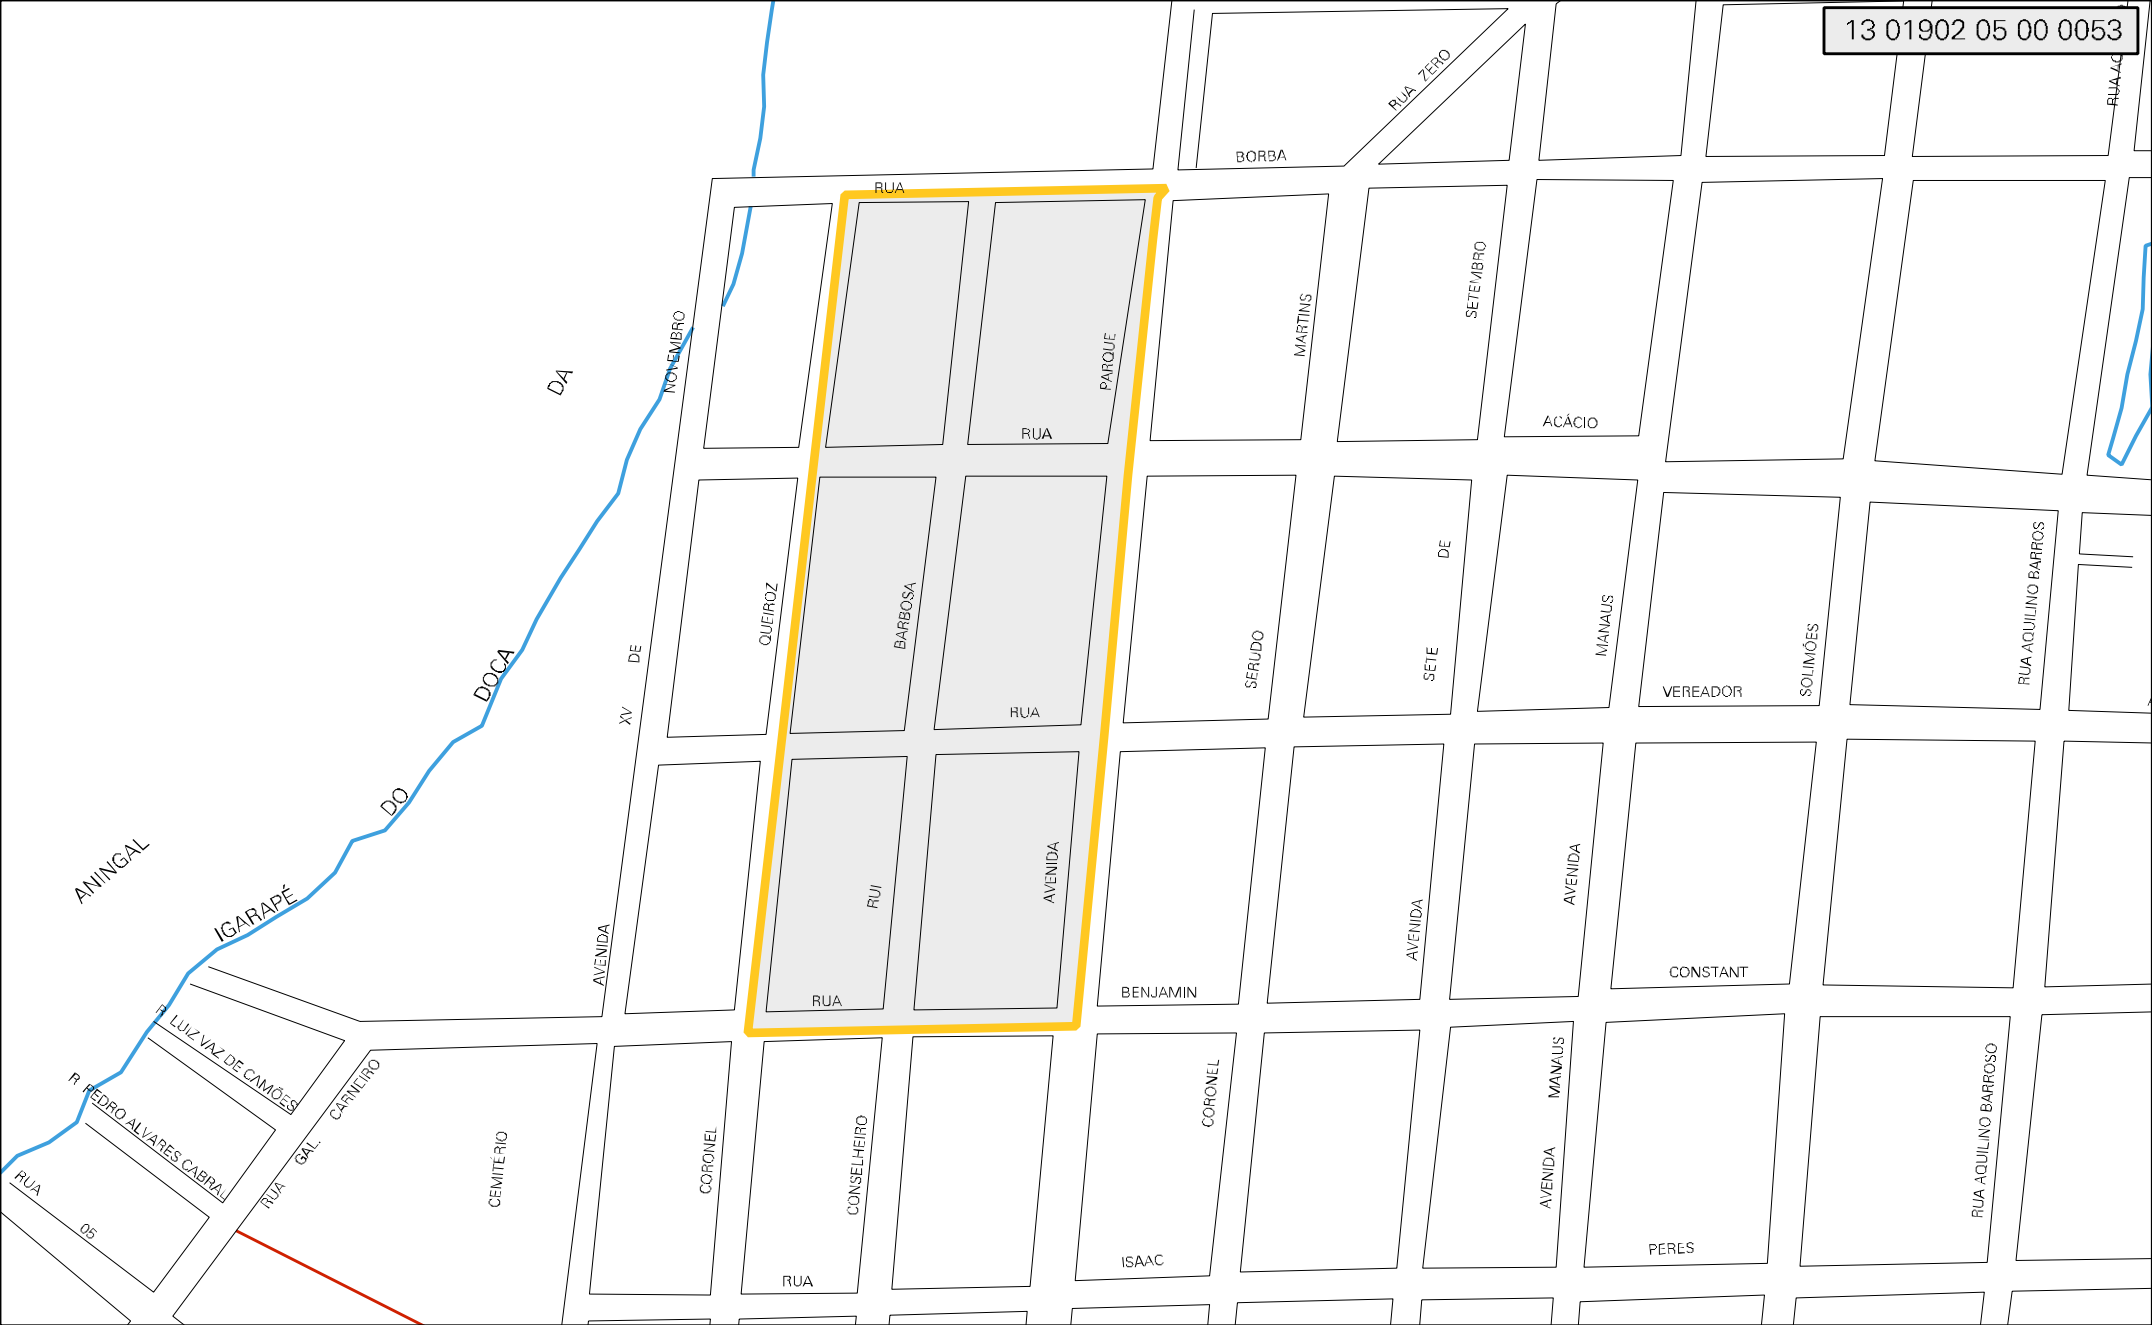 13 01902 05 00 0053
RUA ZERO
BORBA
RUA
NOVEMBRO
DA
PARQUE
MARTINS
SETEMBRO
RUA
ACÁCIO
QUEIROZ
BARBOSA
DE
SERUDO
DE
SETE
MANAUS
SOLIMÕES
RUA AQUILINO BARROS
DOCA
XV
RUA
VEREADOR
DO
ANINGAL
IGARAPÉ
AVENIDA
RUI
AVENIDA
AVENIDA
AVENIDA
RUA
BENJAMIN
CONSTANT
R LUIZ VAZ DE CAMÕES
R PEDRO ALVARES CABRAL
RUA GAL. CARNEIRO
RUA 05
CEMITÉRIO
CORONEL
CONSELHEIRO
CORONEL
AVENIDA MANAUS
RUA AQUILINO BARROSO
RUA
ISAAC
PERES